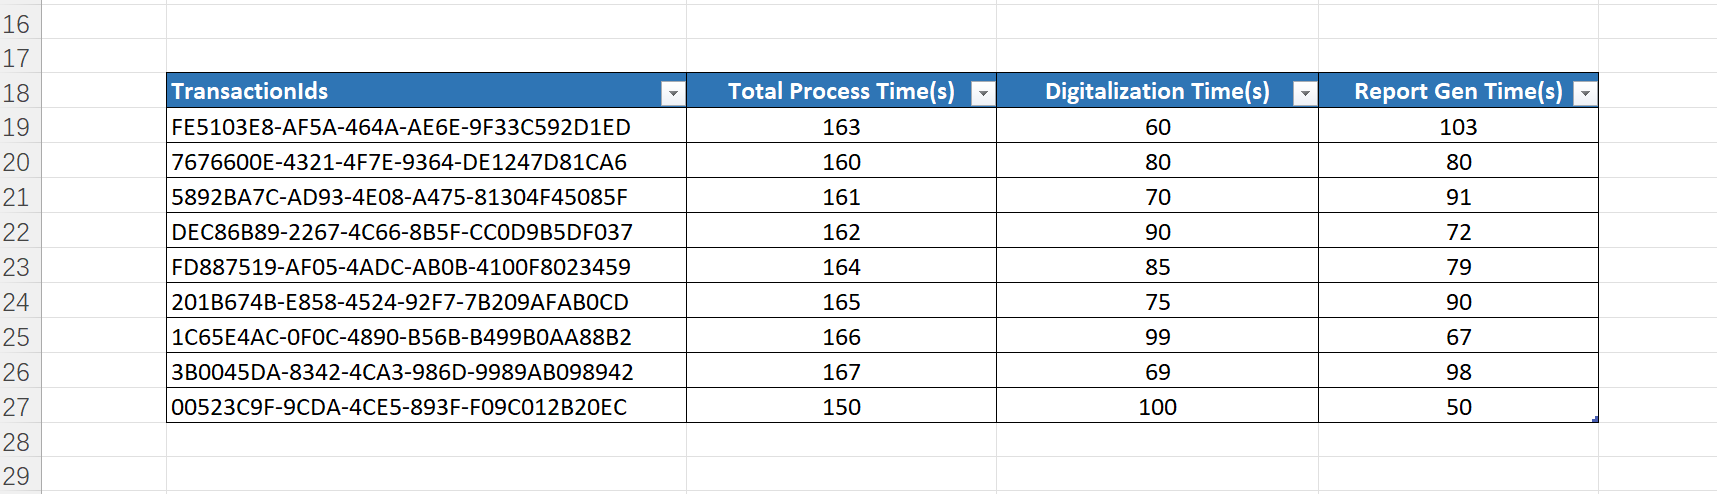 16
17
18 TransactionIds Total Process Time(s) Digitalization Time(s) Report Gen Time(s)
19 FE5103E8-AF5A-464A-AE6E-9F33C592D1ED 163 60 103
20 7676600E-4321-4F7E-9364-DE1247D81CA6 160 80 80
21 5892BA7C-AD93-4E08-A475-81304F45085F 161 70 91
22 DEC86B89-2267-4C66-8B5F-CC0D9B5DF037 162 90 72
23 FD887519-AF05-4ADC-AB0B-4100F8023459 164 85 79
24 201B674B-E858-4524-92F7-7B209AFAB0CD 165 75 90
25 1C65E4AC-0F0C-4890-B56B-B499B0AA88B2 166 99 67
26 3B0045DA-8342-4CA3-986D-9989AB098942 167 69 98
27 00523C9F-9CDA-4CE5-893F-F09C012B20EC 150 100 50
28
29